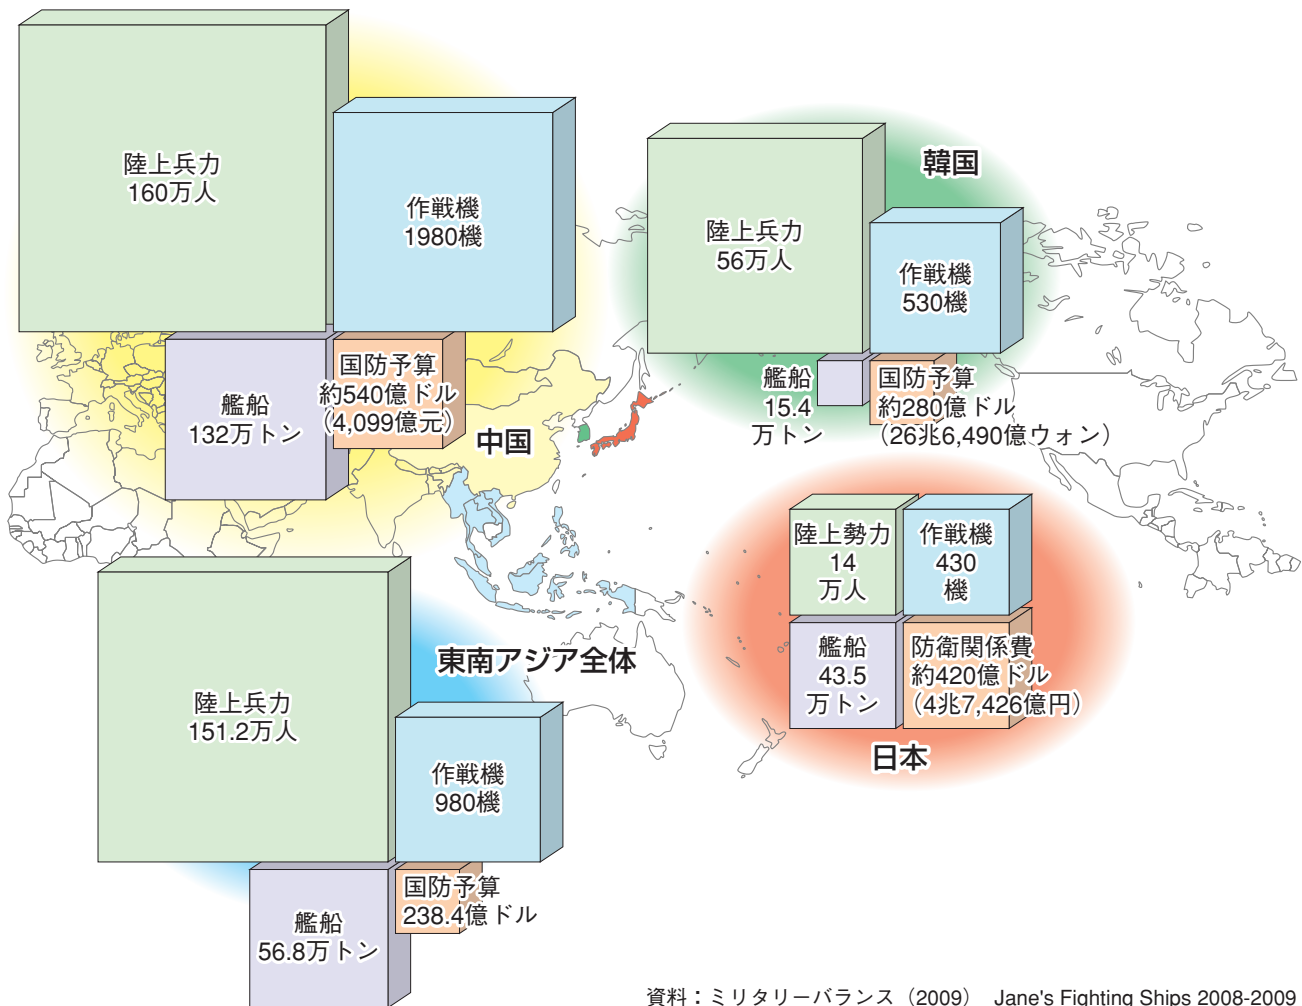 陸上兵力
160万人
作戦機
1980機
艦船
132万トン
国防予算
約540億ドル
（4,099億元）
中国
韓国
陸上兵力
56万人
作戦機
530機
艦船
15.4
万トン
国防予算
約280億ドル
（26兆6,490億ウォン）
陸上勢力
14
万人
作戦機
430
機
艦船
43.5
万トン
防衛関係費
約420億ドル
（4兆7,426億円）
日本
東南アジア全体
陸上兵力
151.2万人
作戦機
980機
艦船
56.8万トン
国防予算
238.4億ドル
資料：ミリタリーバランス（2009） Jane's Fighting Ships 2008-2009